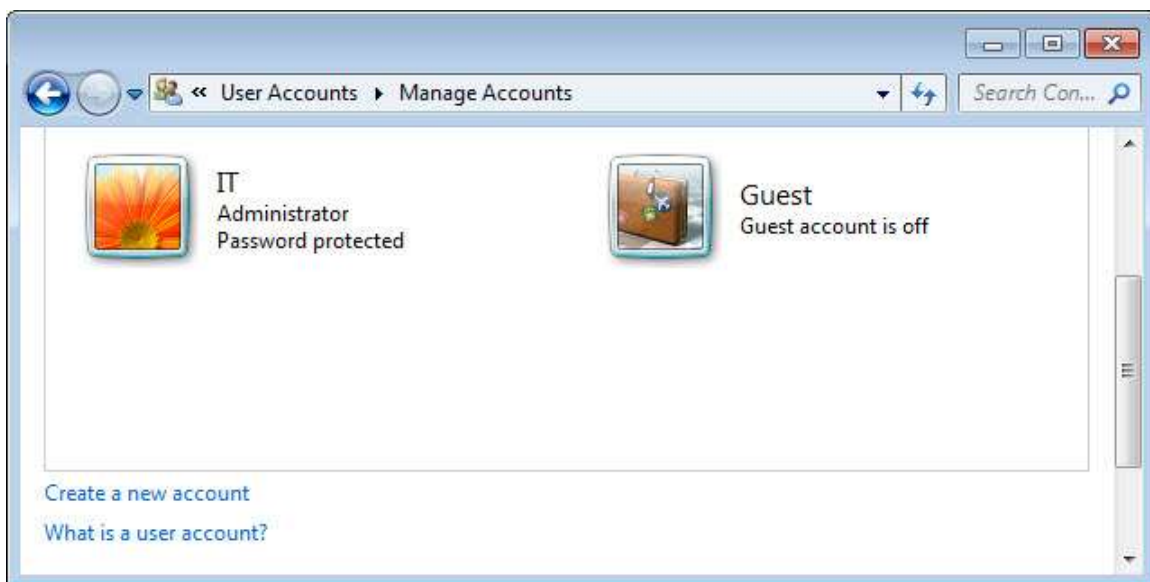 « User Accounts ▸ Manage Accounts
Search Con...
IT
Administrator
Password protected
Guest
Guest account is off
Create a new account
What is a user account?